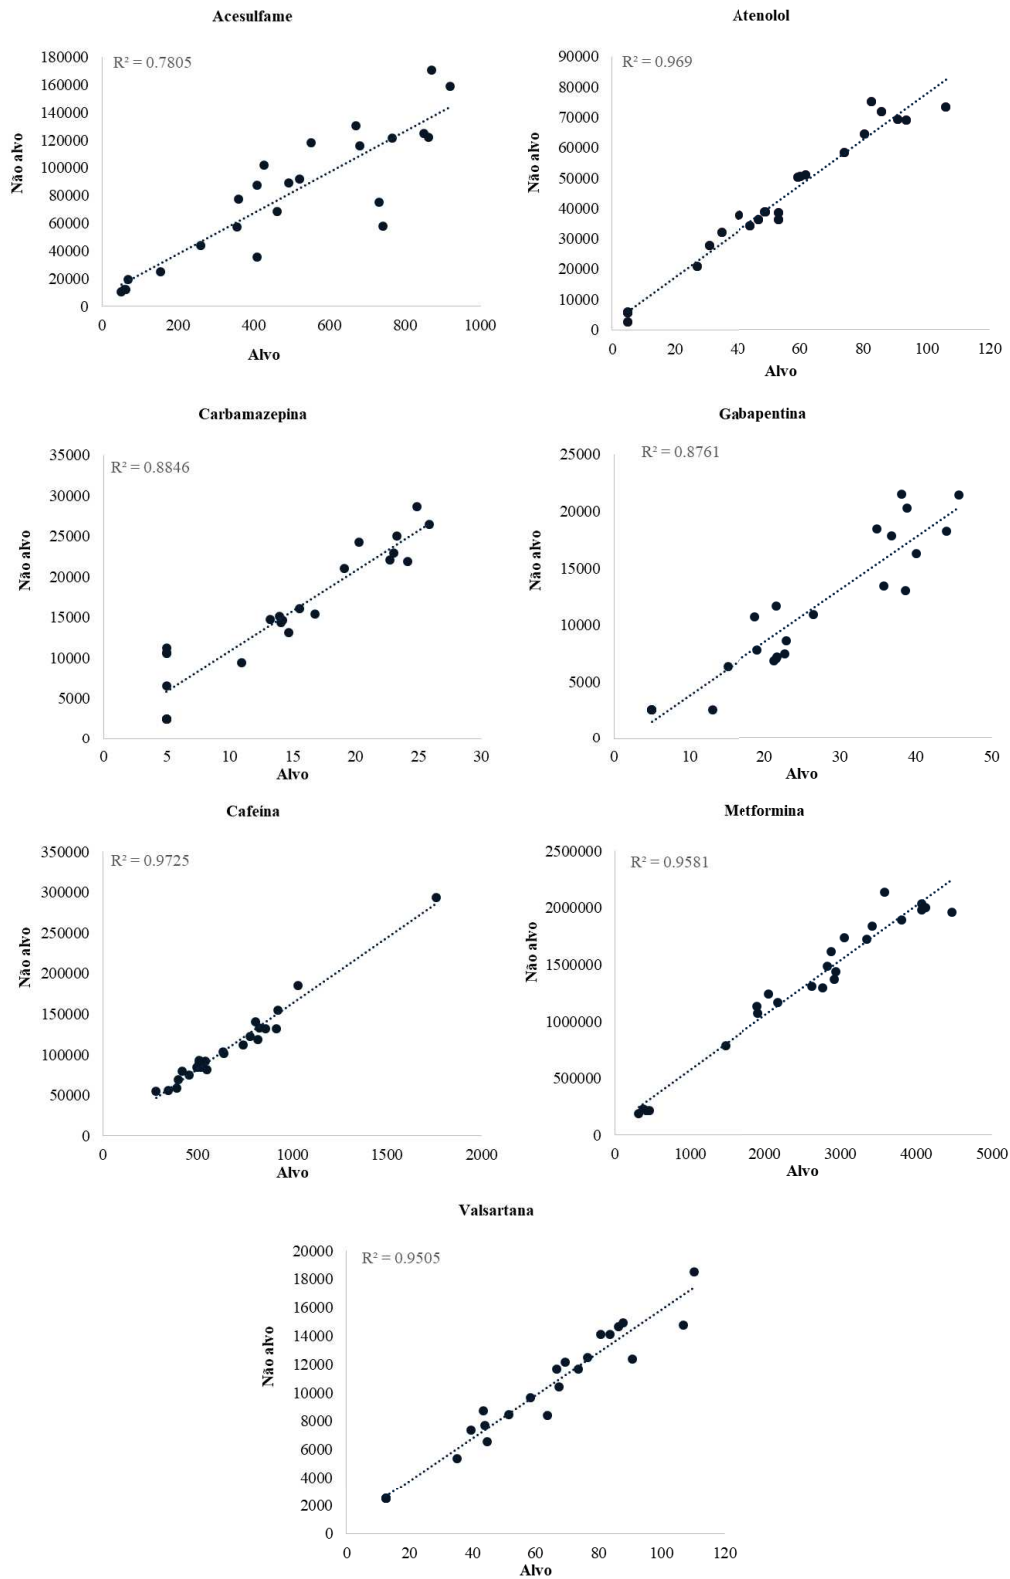 Acesulfame
R² = 0.7805
180000
160000
140000
120000
100000
80000
60000
40000
20000
0
Não alvo
0 200 400 600 800 1000
Alvo
Atenolol
R² = 0.969
90000
80000
70000
60000
50000
40000
30000
20000
10000
0
Não alvo
0 20 40 60 80 100 120
Alvo
Carbamazepina
R² = 0.8846
35000
30000
25000
20000
15000
10000
5000
0
Não alvo
0 5 10 15 20 25 30
Alvo
Gabapentina
R² = 0.8761
25000
20000
15000
10000
5000
0
Não alvo
0 10 20 30 40 50
Alvo
Cafeína
R² = 0.9725
350000
300000
250000
200000
150000
100000
50000
0
Não alvo
0 500 1000 1500 2000
Alvo
Metformina
R² = 0.9581
2500000
2000000
1500000
1000000
500000
0
Não alvo
0 1000 2000 3000 4000 5000
Alvo
Valsartana
R² = 0.9505
20000
18000
16000
14000
12000
10000
8000
6000
4000
2000
0
Não alvo
0 20 40 60 80 100 120
Alvo